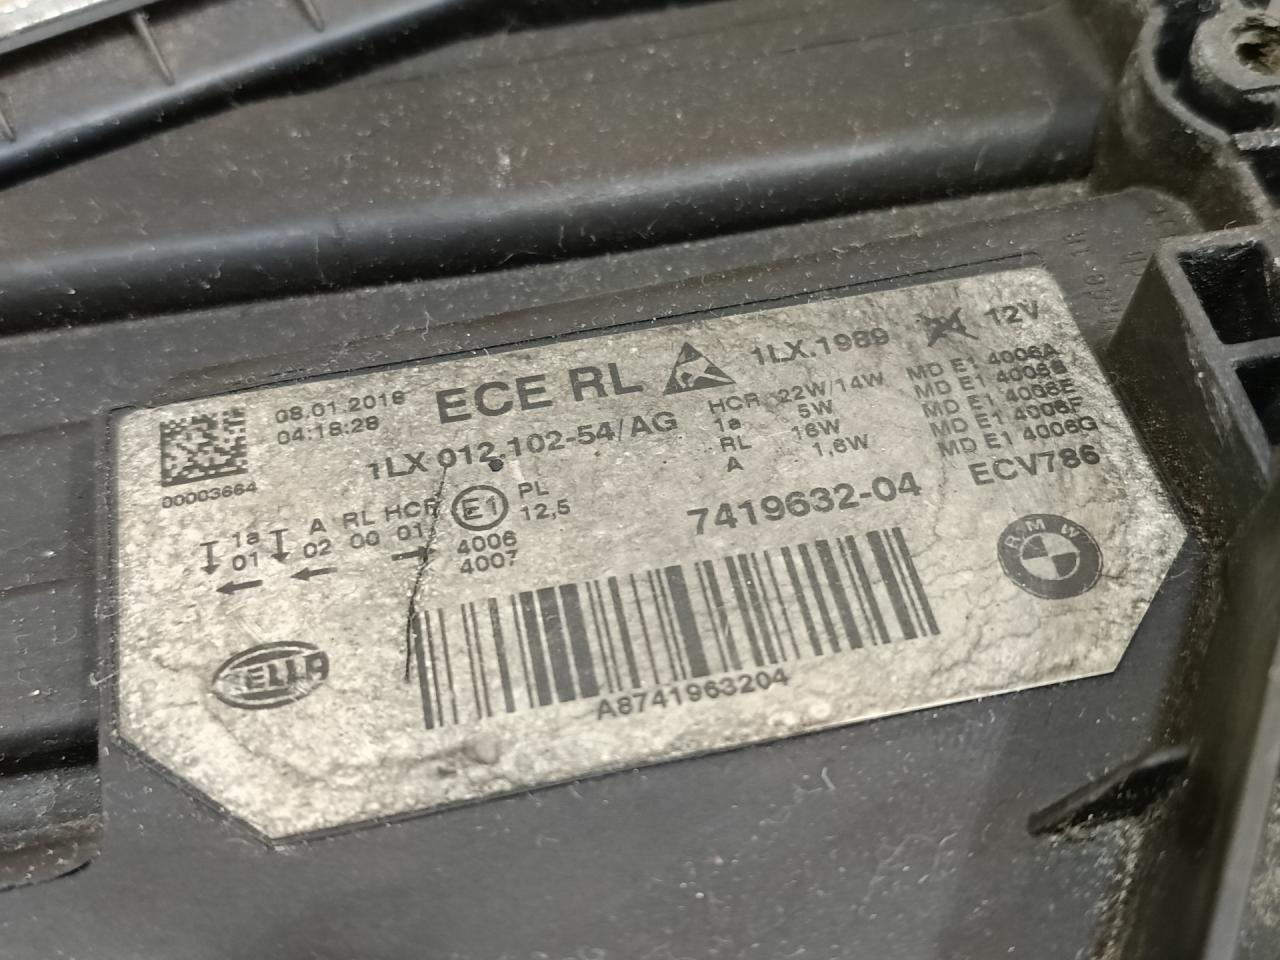 08.01.2018
04:18:28
00003664
ECE RL
1LX.1989
12V
1LX 012.102-54/AG
HCR 22W/14W
1a 5W
RL 16W
A 1,6W
MD E1 4006A
MD E1 4006B
MD E1 4006E
MD E1 4006F
MD E1 4006G
ECV786
1a A RL HCR E1 PL
01 02 00 01 12,5
4006
4007
7419632-04
BMW
HELLA
A8741963204